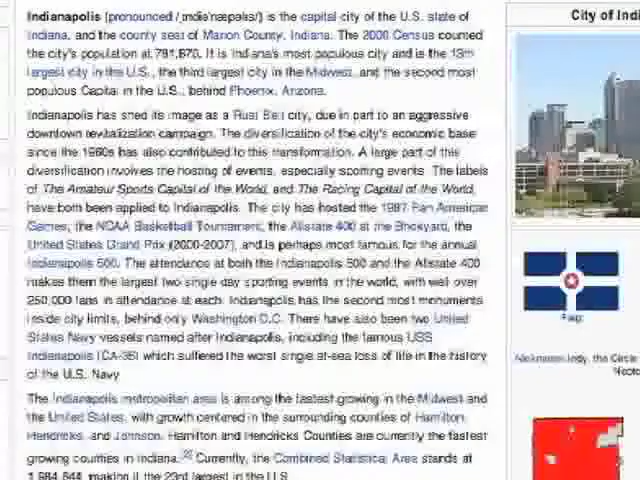 Indianapolis (pronounced /ˌɪndiəˈnæpəlɪs/) is the capital city of the U.S. state of
Indiana, and the county seat of Marion County, Indiana. The 2000 Census counted
the city's population at 781,870. It is Indiana's most populous city and is the 13th
largest city in the U.S., the third largest city in the Midwest, and the second most
populous Capital in the U.S., behind Phoenix, Arizona.
Indianapolis has shed its image as a Rust Belt city, due in part to an aggressive
downtown revitalization campaign. The diversification of the city's economic base
since the 1960s has also contributed to this transformation. A large part of this
diversification involves the hosting of events, especially sporting events. The labels
of The Amateur Sports Capital of the World, and The Racing Capital of the World,
have both been applied to Indianapolis. The city has hosted the 1987 Pan American
Games, the NCAA Basketball Tournament, the Allstate 400 at the Brickyard, the
United States Grand Prix (2000-2007), and is perhaps most famous for the annual
Indianapolis 500. The attendance at both the Indianapolis 500 and the Allstate 400
makes them the largest two single day sporting events in the world, with well over
250,000 fans in attendance at each. Indianapolis has the second most monuments
inside city limits, behind only Washington D.C. There have also been two United
States Navy vessels named after Indianapolis, including the famous USS
Indianapolis (CA-35) which suffered the worst single at-sea loss of life in the history
of the U.S. Navy
The Indianapolis metropolitan area is among the fastest growing in the Midwest and
the United States, with growth centered in the surrounding counties of Hamilton,
Hendricks, and Johnson. Hamilton and Hendricks Counties are currently the fastest
growing counties in Indiana. Currently, the Combined Statistical Area stands at
making it the 23rd largest in the U.S.
City of Indi
Flag
Nickname: Indy, the Circle